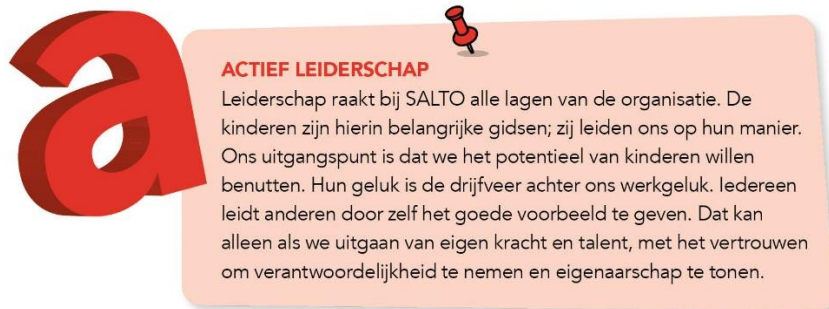 a
ACTIEF LEIDERSCHAP
Leiderschap raakt bij SALTO alle lagen van de organisatie. De
kinderen zijn hierin belangrijke gidsen; zij leiden ons op hun manier.
Ons uitgangspunt is dat we het potentieel van kinderen willen
benutten. Hun geluk is de drijfveer achter ons werkgeluk. Iedereen
leidt anderen door zelf het goede voorbeeld te geven. Dat kan
alleen als we uitgaan van eigen kracht en talent, met het vertrouwen
om verantwoordelijkheid te nemen en eigenaarschap te tonen.